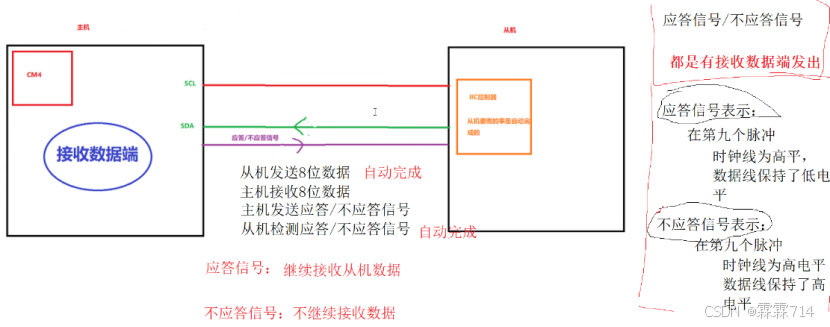 主机
从机
CM4
SCL
SDA
接收数据端
应答/不应答信号
IIC控制器
从机要做的事是自动完
成的
从机发送8位数据 自动完成
主机接收8位数据
主机发送应答/不应答信号
从机检测应答/不应答信号 自动完成
应答信号： 继续接收从机数据
不应答信号：不继续接收数据
应答信号/不应答信号
都是有接收数据端发出
应答信号表示：
在第九个脉冲
时钟线为高平，
数据线保持了低电
平
不应答信号表示：
在第九个脉冲
时钟线为高电平
数据线保持了高
电平
CSDN @霖霖714